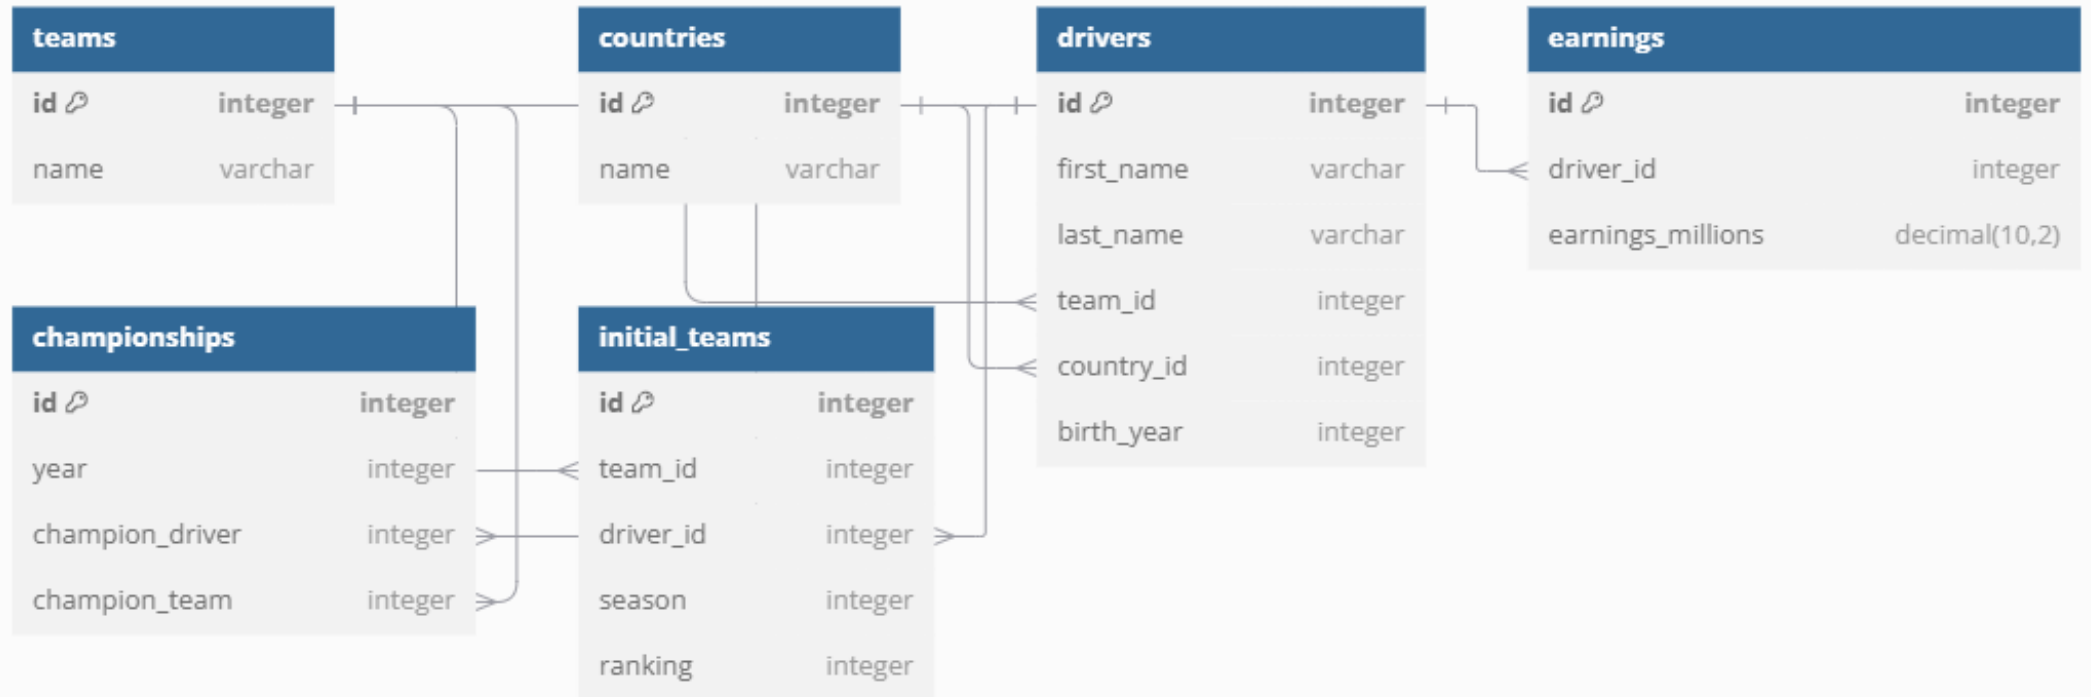 teams
id integer
name varchar
countries
id integer
name varchar
drivers
id integer
first_name varchar
last_name varchar
team_id integer
country_id integer
birth_year integer
earnings
id integer
driver_id integer
earnings_millions decimal(10,2)
championships
id integer
year integer
champion_driver integer
champion_team integer
initial_teams
id integer
team_id integer
driver_id integer
season integer
ranking integer